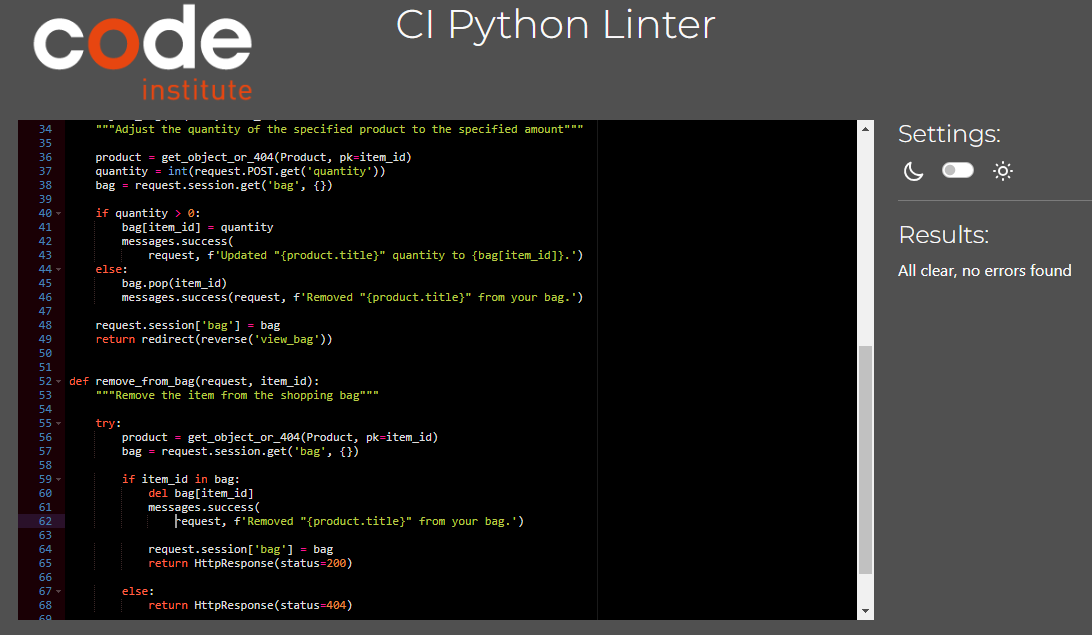 code
institute
CI Python Linter
34 """Adjust the quantity of the specified product to the specified amount"""
35
36 product = get_object_or_404(Product, pk=item_id)
37 quantity = int(request.POST.get('quantity'))
38 bag = request.session.get('bag', {})
39
40 if quantity > 0:
41 bag[item_id] = quantity
42 messages.success(
43 request, f'Updated "{product.title}" quantity to {bag[item_id]}.')
44 else:
45 bag.pop(item_id)
46 messages.success(request, f'Removed "{product.title}" from your bag.')
47
48 request.session['bag'] = bag
49 return redirect(reverse('view_bag'))
50
51
52 def remove_from_bag(request, item_id):
53 """Remove the item from the shopping bag"""
54
55 try:
56 product = get_object_or_404(Product, pk=item_id)
57 bag = request.session.get('bag', {})
58
59 if item_id in bag:
60 del bag[item_id]
61 messages.success(
62 request, f'Removed "{product.title}" from your bag.')
63
64 request.session['bag'] = bag
65 return HttpResponse(status=200)
66
67 else:
68 return HttpResponse(status=404)
69
Settings:
Results:
All clear, no errors found